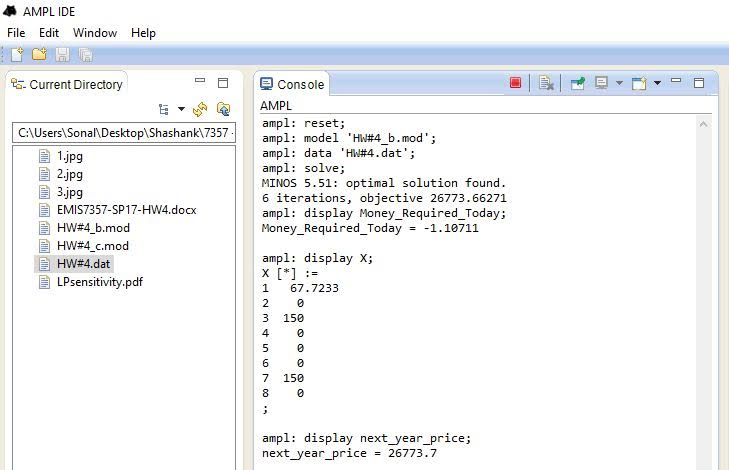 AMPL IDE
File Edit Window Help
Current Directory
C:\Users\Sonal\Desktop\Shashank\7357 -
1.jpg
2.jpg
3.jpg
EMIS7357-SP17-HW4.docx
HW#4_b.mod
HW#4_c.mod
HW#4.dat
LPsensitivity.pdf
Console
AMPL
ampl: reset;
ampl: model 'HW#4_b.mod';
ampl: data 'HW#4.dat';
ampl: solve;
MINOS 5.51: optimal solution found.
6 iterations, objective 26773.66271
ampl: display Money_Required_Today;
Money_Required_Today = -1.10711
ampl: display X;
X [*] :=
1 67.7233
2 0
3 150
4 0
5 0
6 0
7 150
8 0
;
ampl: display next_year_price;
next_year_price = 26773.7